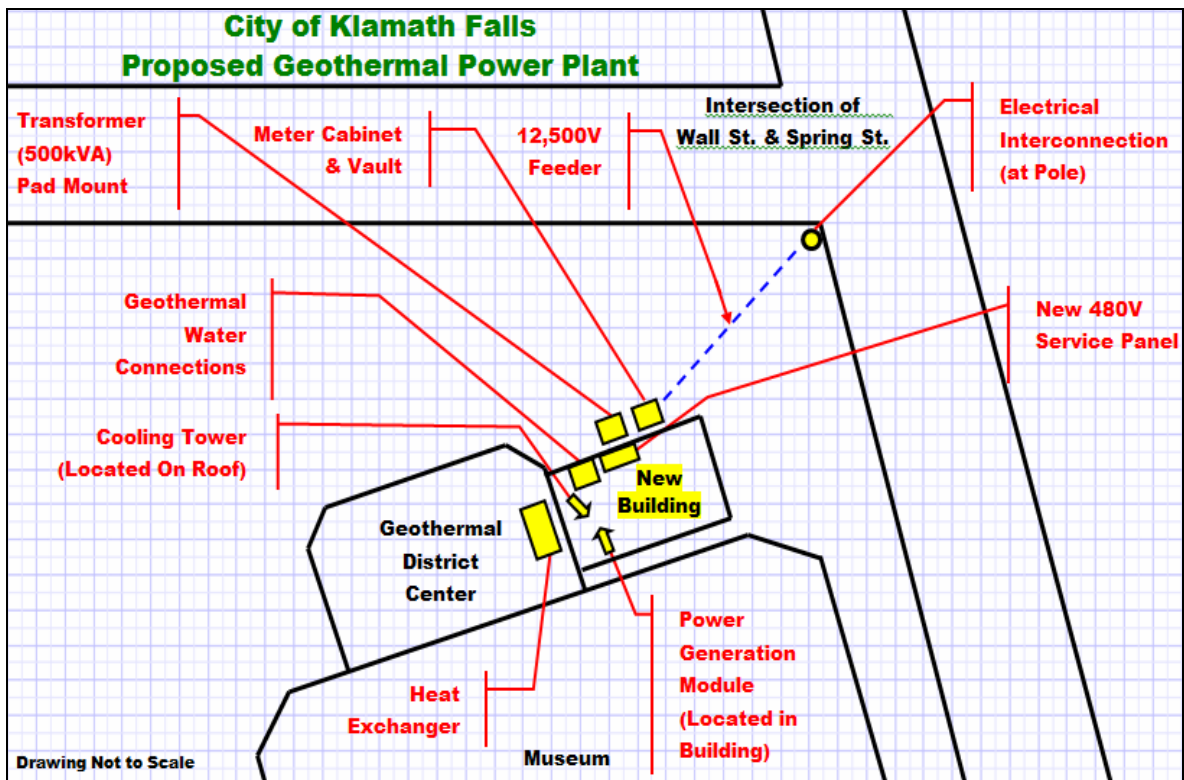 City of Klamath Falls
Proposed Geothermal Power Plant
Transformer
(500kVA)
Pad Mount
Meter Cabinet
& Vault
12,500V
Feeder
Intersection of
Wall St. & Spring St.
Electrical
Interconnection
(at Pole)
Geothermal
Water
Connections
New 480V
Service Panel
Cooling Tower
(Located On Roof)
New
Building
Geothermal
District
Center
Power
Generation
Module
(Located in
Building)
Heat
Exchanger
Museum
Drawing Not to Scale